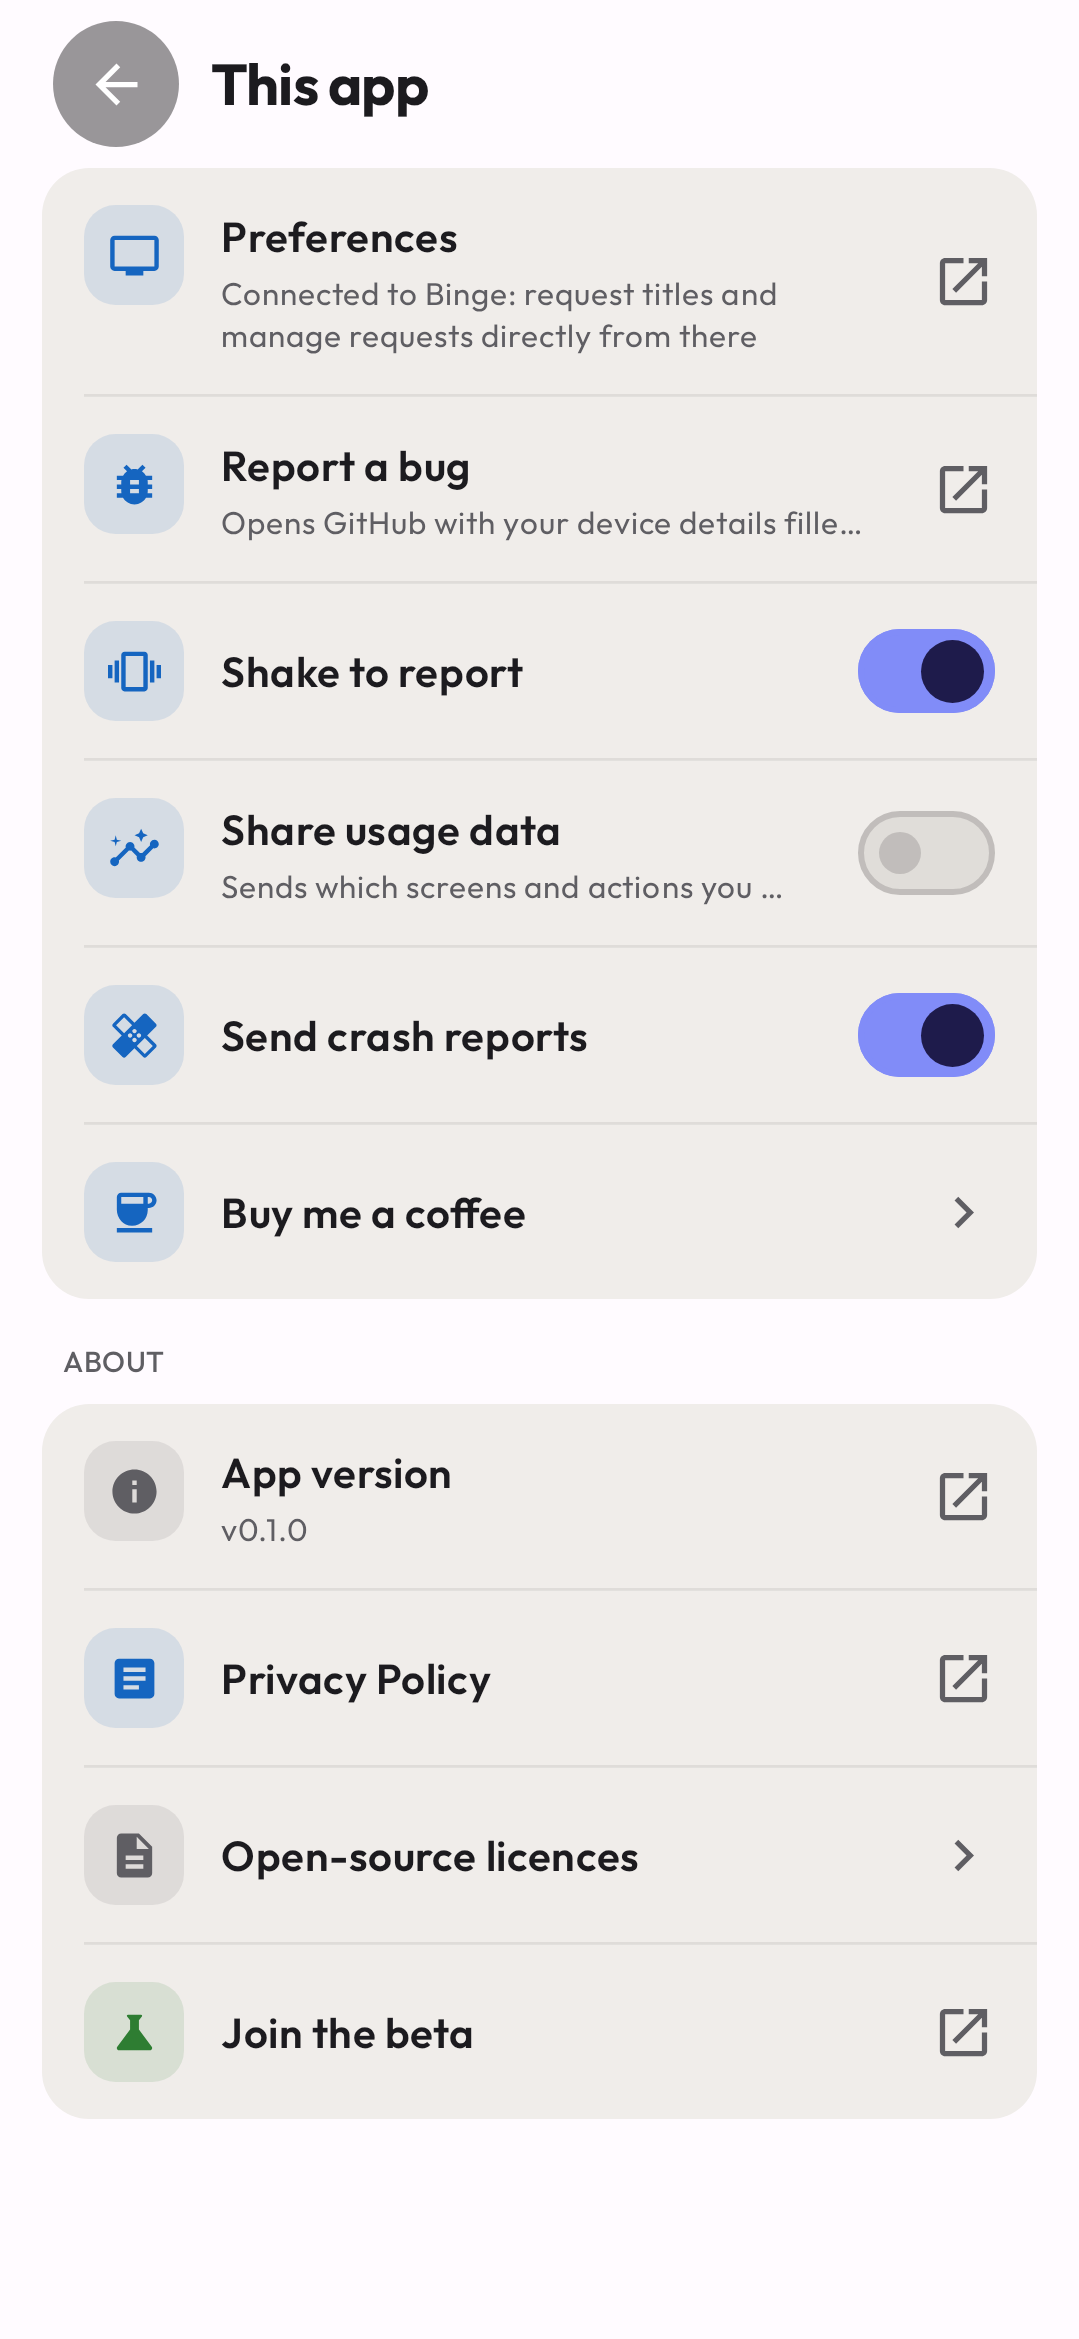 This app
Preferences
Connected to Binge: request titles and
manage requests directly from there
Report a bug
Opens GitHub with your device details fille…
Shake to report
Share usage data
Sends which screens and actions you …
Send crash reports
Buy me a coffee
ABOUT
App version
v0.1.0
Privacy Policy
Open-source licences
Join the beta